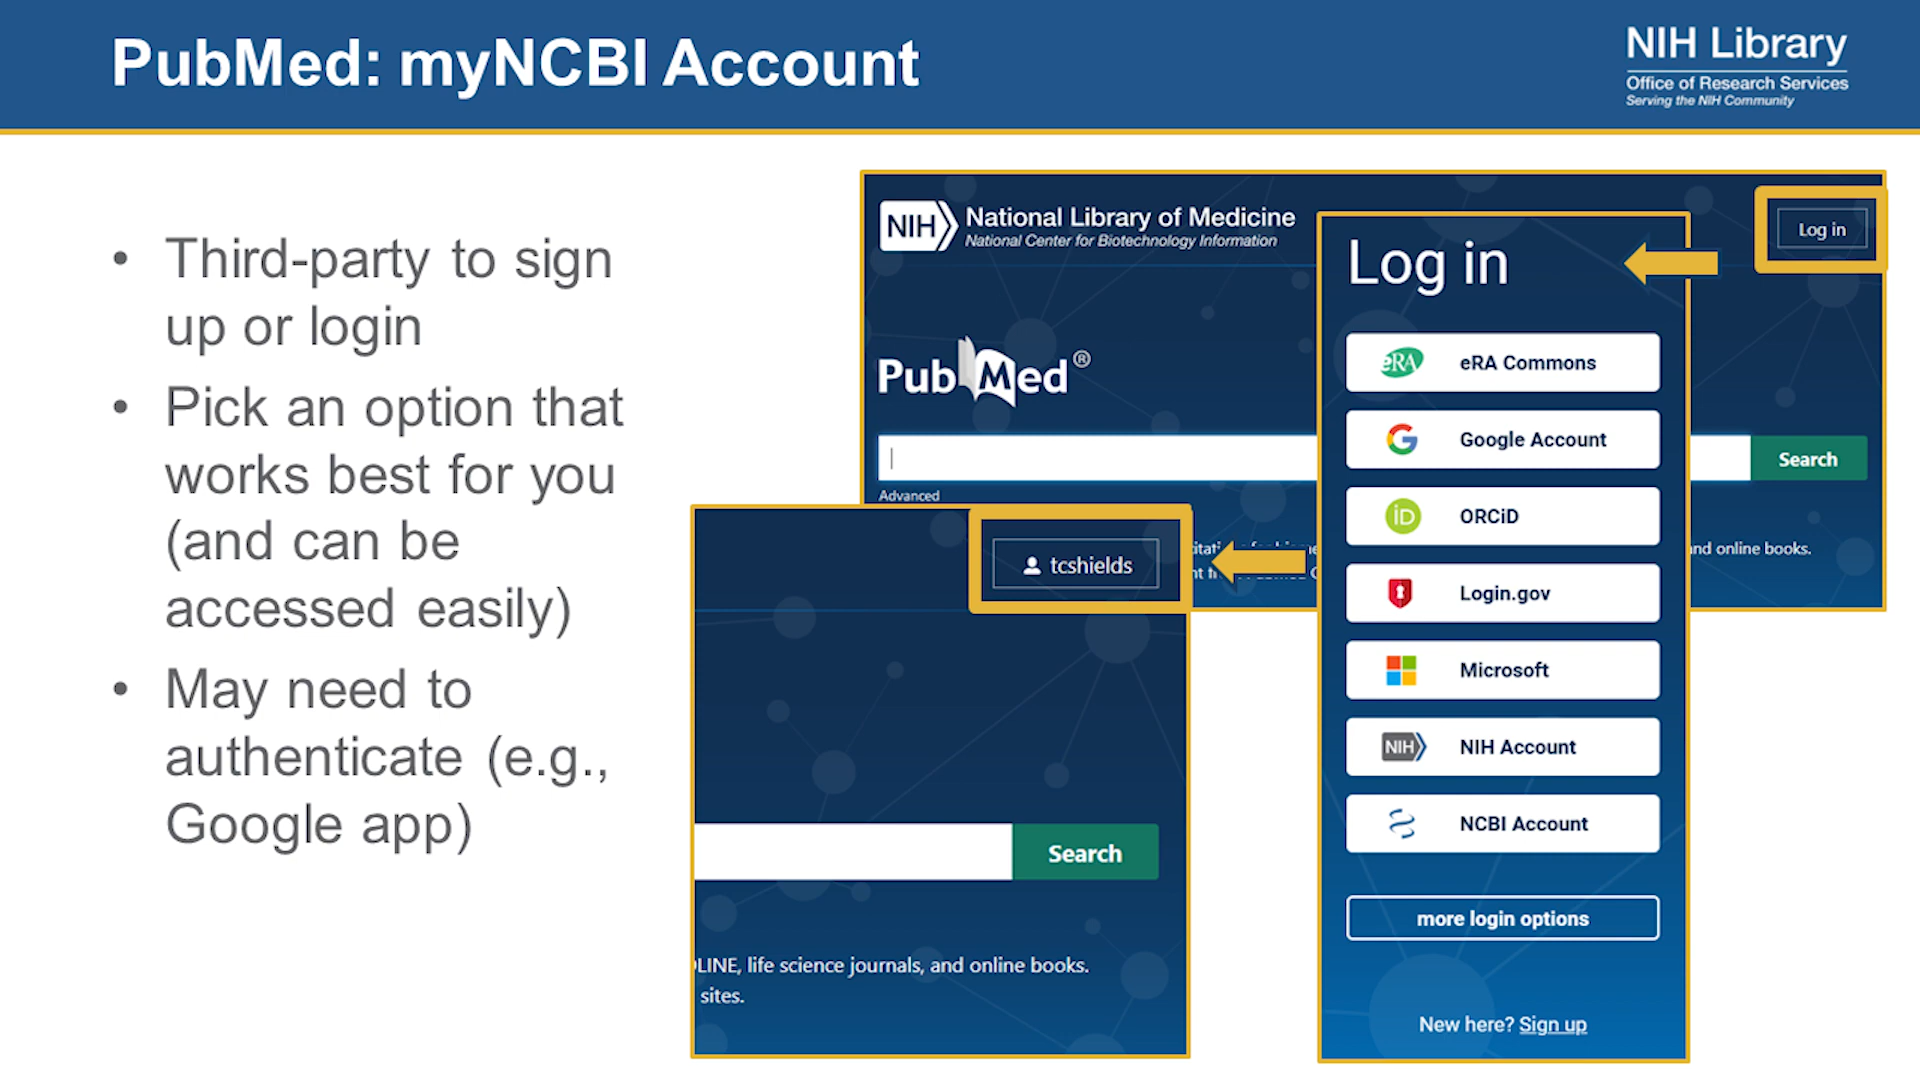 PubMed: myNCBI Account
NIH Library
Office of Research Services
Serving the NIH Community
• Third-party to sign
up or login
• Pick an option that
works best for you
(and can be
accessed easily)
• May need to
authenticate (e.g.,
Google app)
NIH National Library of Medicine
National Center for Biotechnology Information
Log in
PubMed®
Search
Advanced
and online books.
tcshields
Search
LINE, life science journals, and online books.
sites.
Log in
eRA eRA Commons
Google Account
iD ORCiD
Login.gov
Microsoft
NIH NIH Account
NCBI Account
more login options
New here? Sign up